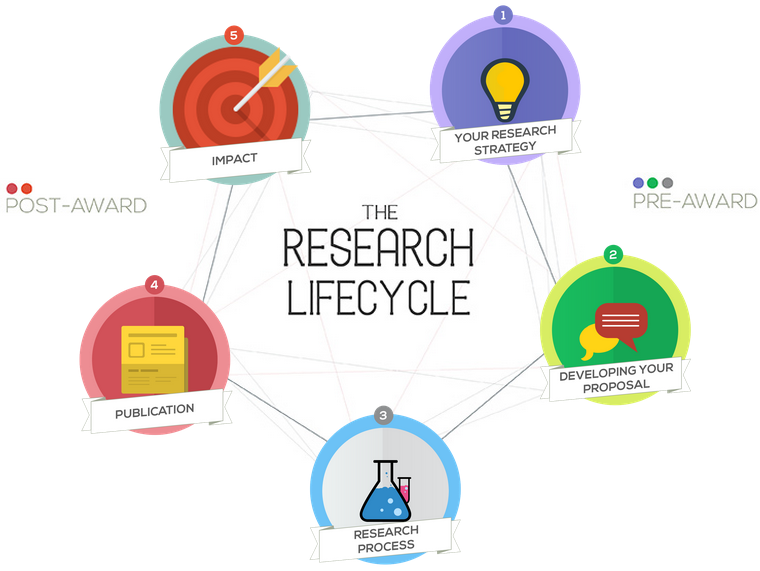 THE
RESEARCH
LIFECYCLE
1
YOUR RESEARCH
STRATEGY
2
DEVELOPING YOUR
PROPOSAL
3
RESEARCH
PROCESS
4
PUBLICATION
5
IMPACT
POST-AWARD
PRE-AWARD